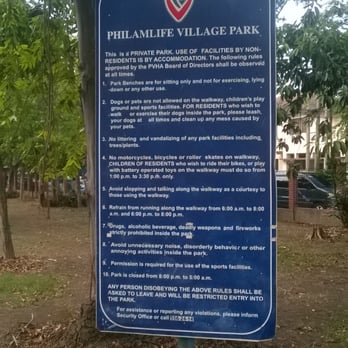 PHILAMLIFE VILLAGE PARK
This is a PRIVATE PARK. USE OF FACILITIES BY NON-
RESIDENTS IS BY ACCOMMODATION. The following rules
approved by the PVHA Board of Directors shall be observed
at all times.
1. Park Benches are for sitting only and not for exercising, lying
down or any other use.
2. Dogs or pets are not allowed on the walkway, children's play
ground and sports facilities. FOR RESIDENTS who wish to
walk or exercise their dogs inside the park, please leash
your dogs at all times and clean up any mess caused by
your pets.
3. No littering and vandalizing of any park facilities including
trees/plants.
4. No motorcycles, bicycles or roller skates on walkway.
CHILDREN OF RESIDENTS who wish to ride their bikes, or play
with battery operated toys on the walkway must do so from
1:00 p.m. to 3:30 p.m. only.
5. Avoid stopping and talking along the walkway as a courtesy to
those using the walkway.
6. Refrain from running along the walkway from 6:00 a.m. to 8:00
a.m. and 6:00 p.m. to 8:00 p.m.
7. Drugs, alcoholic beverage, deadly weapons and fireworks
strictly prohibited inside the park.
8. Avoid unnecessary noise, disorderly behavior or other
annoying activities inside the park.
9. Permission is required for the use of the sports facilities.
10. Park is closed from 8:00 p.m. to 5:00 a.m.
ANY PERSON DISOBEYING THE ABOVE RULES SHALL BE
ASKED TO LEAVE AND WILL BE RESTRICTED ENTRY INTO
THE PARK.
For assistance or reporting any violations, please inform
Security Office or call